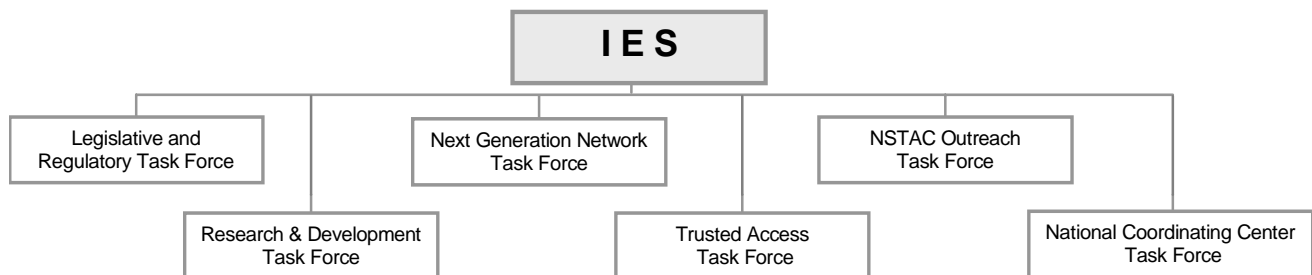 I E S
Legislative and
Regulatory Task Force
Next Generation Network
Task Force
NSTAC Outreach
Task Force
Research & Development
Task Force
Trusted Access
Task Force
National Coordinating Center
Task Force